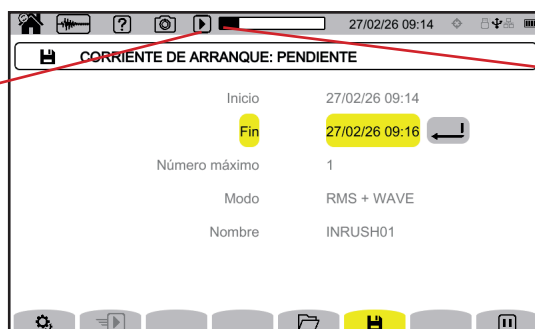 27/02/26 09:14
CORRIENTE DE ARRANQUE: PENDIENTE
Inicio 27/02/26 09:14
Fin 27/02/26 09:16
Número máximo 1
Modo RMS + WAVE
Nombre INRUSH01